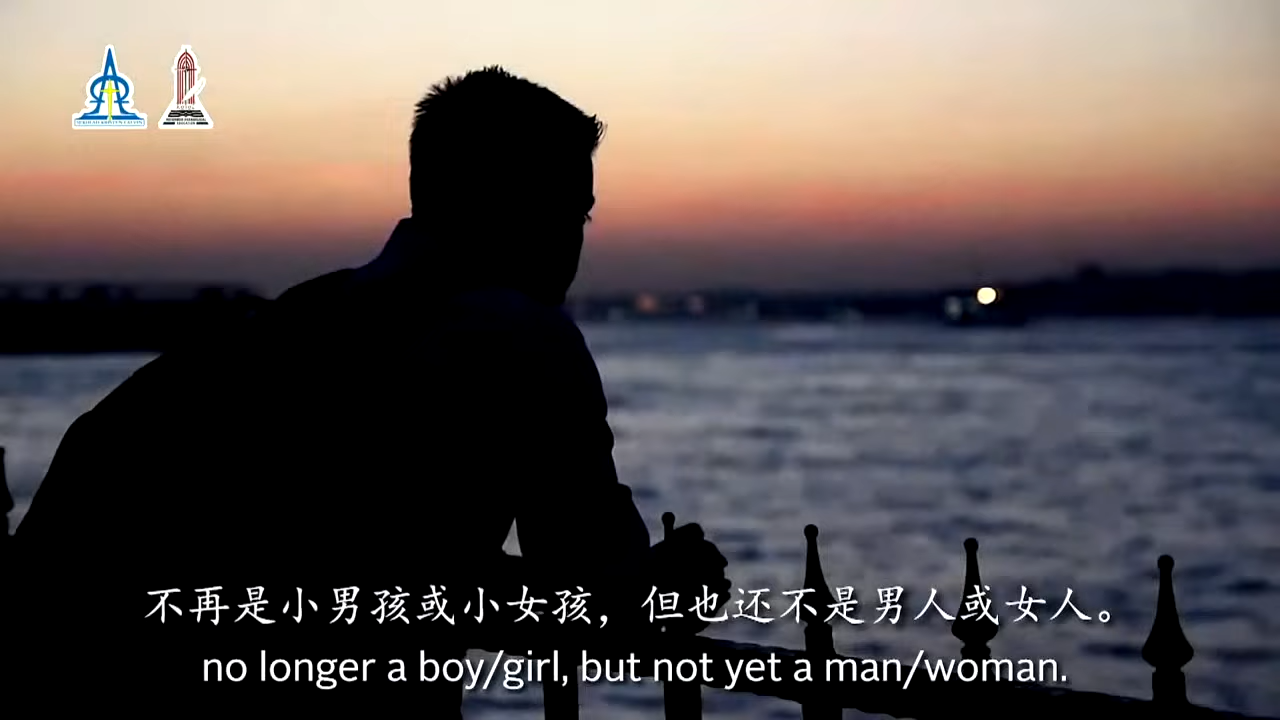 不再是小男孩或小女孩，但也还不是男人或女人。
no longer a boy/girl, but not yet a man/woman.